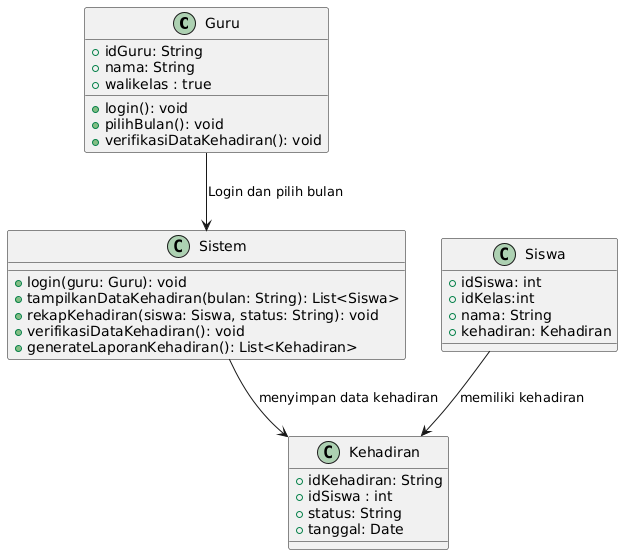 C Guru
idGuru: String
nama: String
walikelas : true
login(): void
pilihBulan(): void
verifikasiDataKehadiran(): void
Login dan pilih bulan
C Sistem
login(guru: Guru): void
tampilkanDataKehadiran(bulan: String): List<Siswa>
rekapKehadiran(siswa: Siswa, status: String): void
verifikasiDataKehadiran(): void
generateLaporanKehadiran(): List<Kehadiran>
C Siswa
idSiswa: int
idKelas:int
nama: String
kehadiran: Kehadiran
menyimpan data kehadiran
memiliki kehadiran
C Kehadiran
idKehadiran: String
idSiswa : int
status: String
tanggal: Date